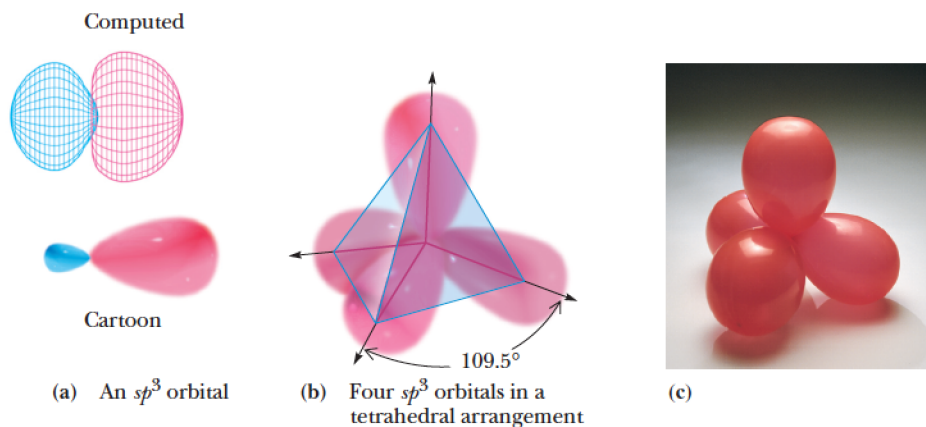 Computed
Cartoon
(a) An sp³ orbital
109.5°
(b) Four sp³ orbitals in a
tetrahedral arrangement
(c)